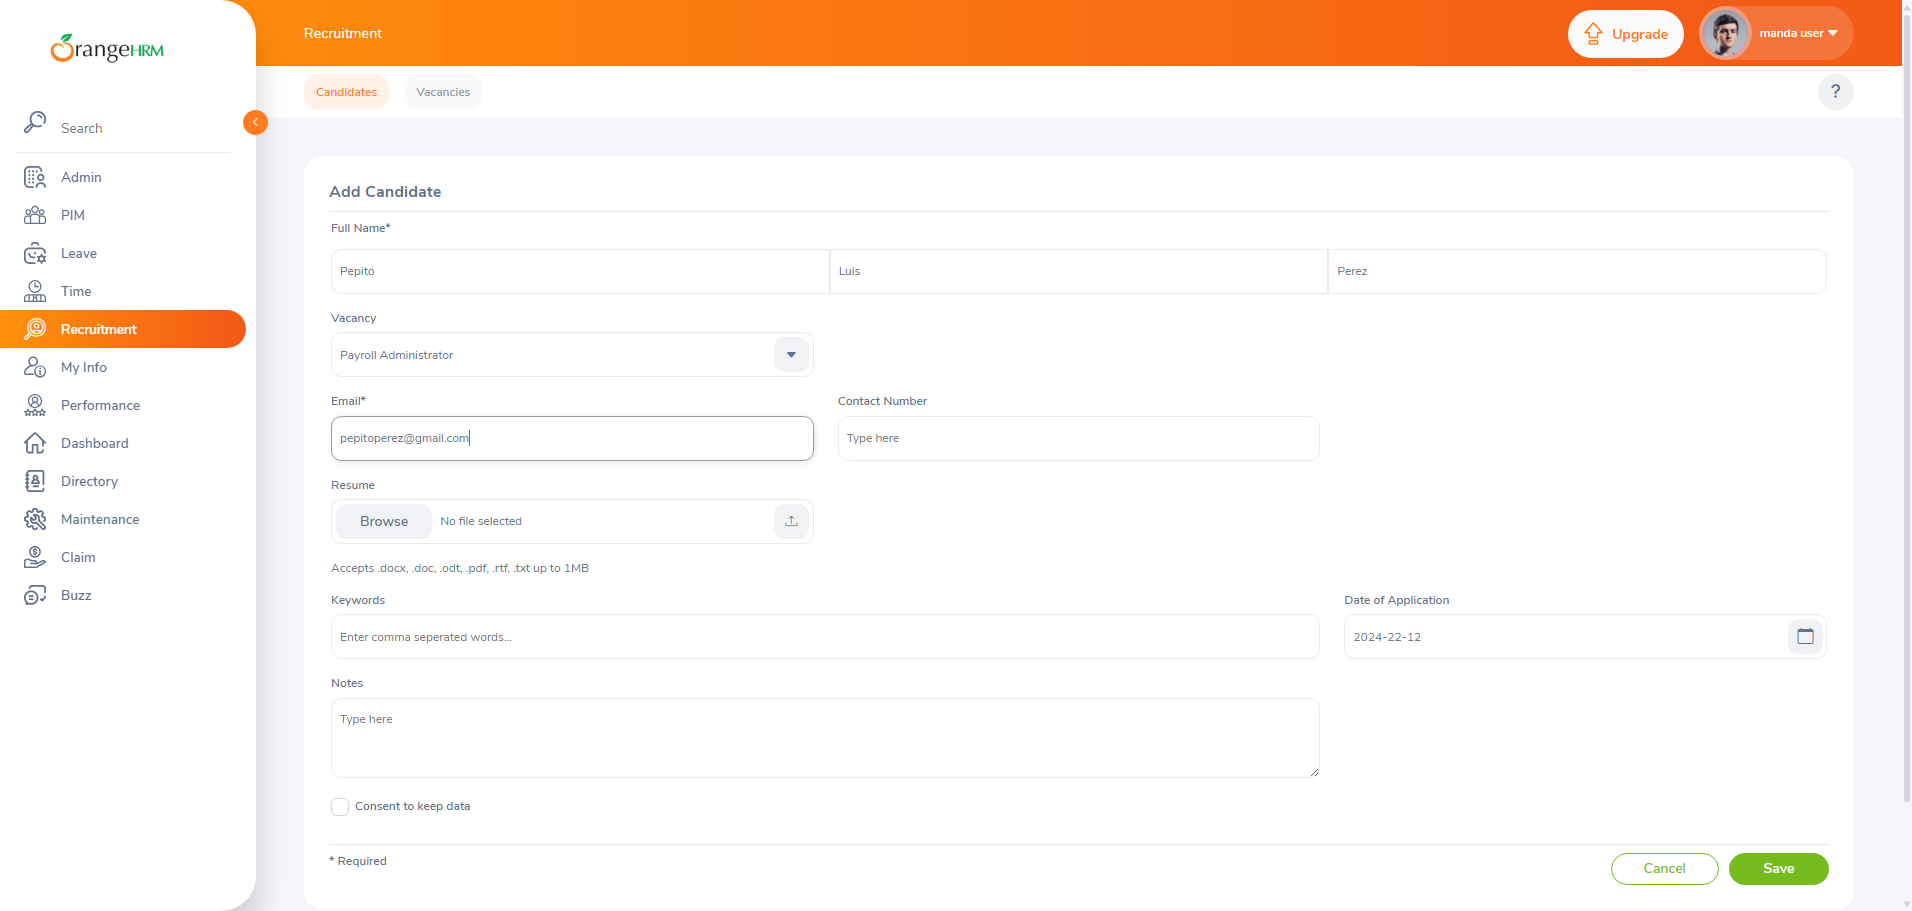 OrangeHRM
Recruitment
Upgrade
manda user
Candidates
Vacancies
?
Search
Admin
PIM
Leave
Time
Recruitment
My Info
Performance
Dashboard
Directory
Maintenance
Claim
Buzz
Add Candidate
Full Name*
Pepito
Luis
Perez
Vacancy
Payroll Administrator
Email*
Contact Number
pepitoperez@gmail.com
Type here
Resume
Browse
No file selected
Accepts .docx, .doc, .odt, .pdf, .rtf, .txt up to 1MB
Keywords
Date of Application
Enter comma seperated words...
2024-22-12
Notes
Type here
Consent to keep data
* Required
Cancel
Save